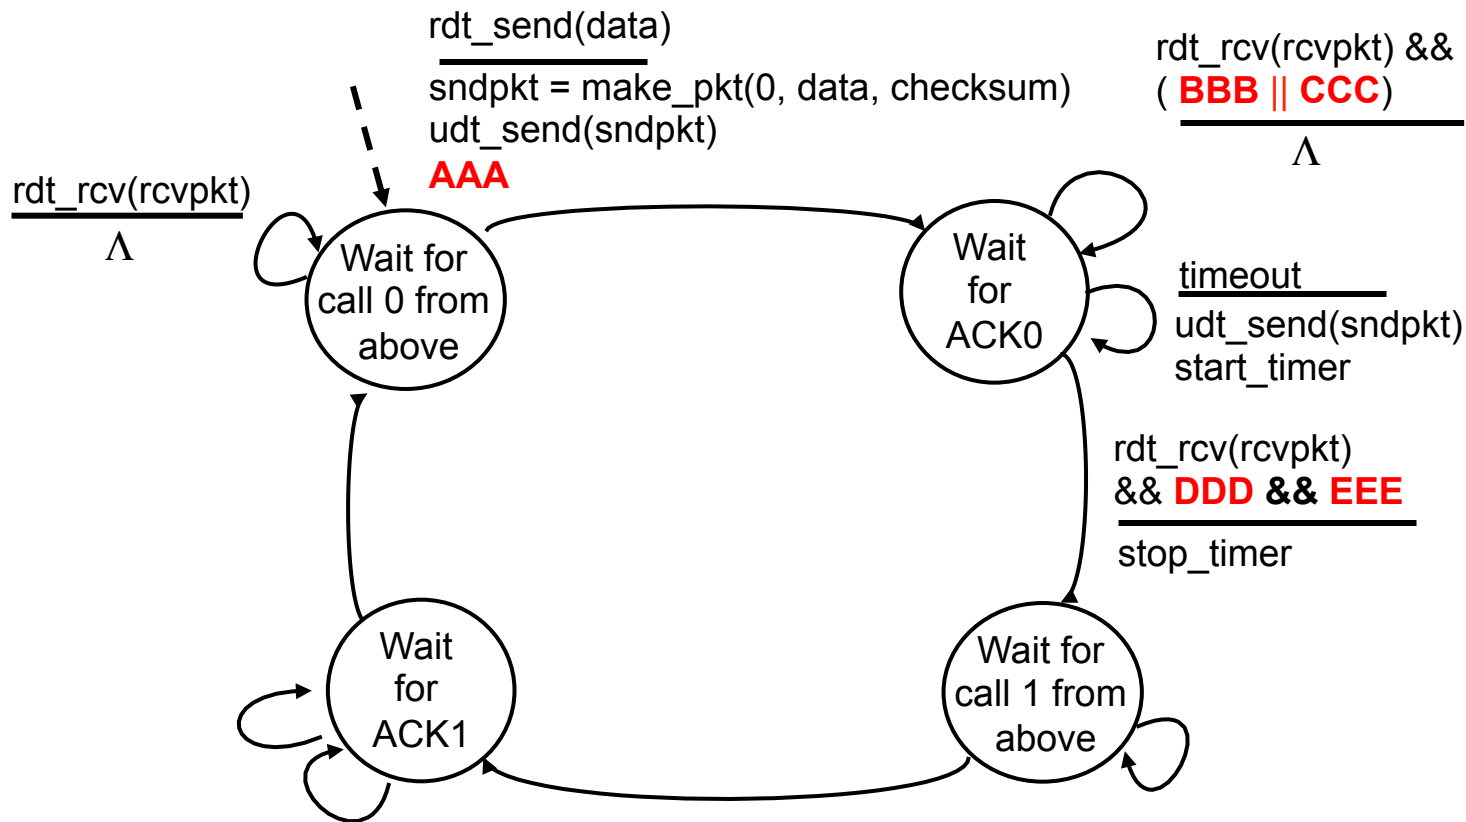 rdt_send(data)
sndpkt = make_pkt(0, data, checksum)
udt_send(sndpkt)
AAA
rdt_rcv(rcvpkt) &&
( BBB || CCC)
Λ
rdt_rcv(rcvpkt)
Λ
Wait for
call 0 from
above
Wait
for
ACK0
timeout
udt_send(sndpkt)
start_timer
rdt_rcv(rcvpkt)
&& DDD && EEE
stop_timer
Wait
for
ACK1
Wait for
call 1 from
above